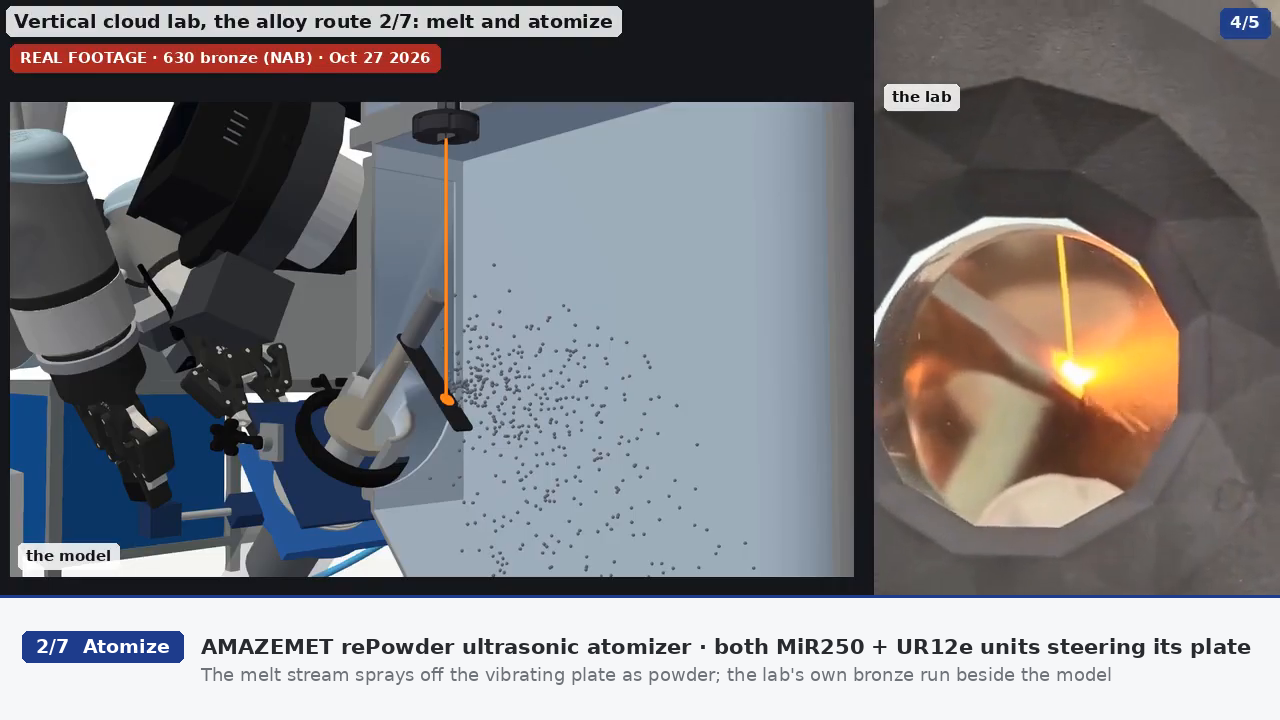 Vertical cloud lab, the alloy route 2/7: melt and atomize
4/5
REAL FOOTAGE · 630 bronze (NAB) · Oct 27 2026
the lab
the model
2/7 Atomize
AMAZEMET rePowder ultrasonic atomizer · both MiR250 + UR12e units steering its plate
The melt stream sprays off the vibrating plate as powder; the lab's own bronze run beside the model